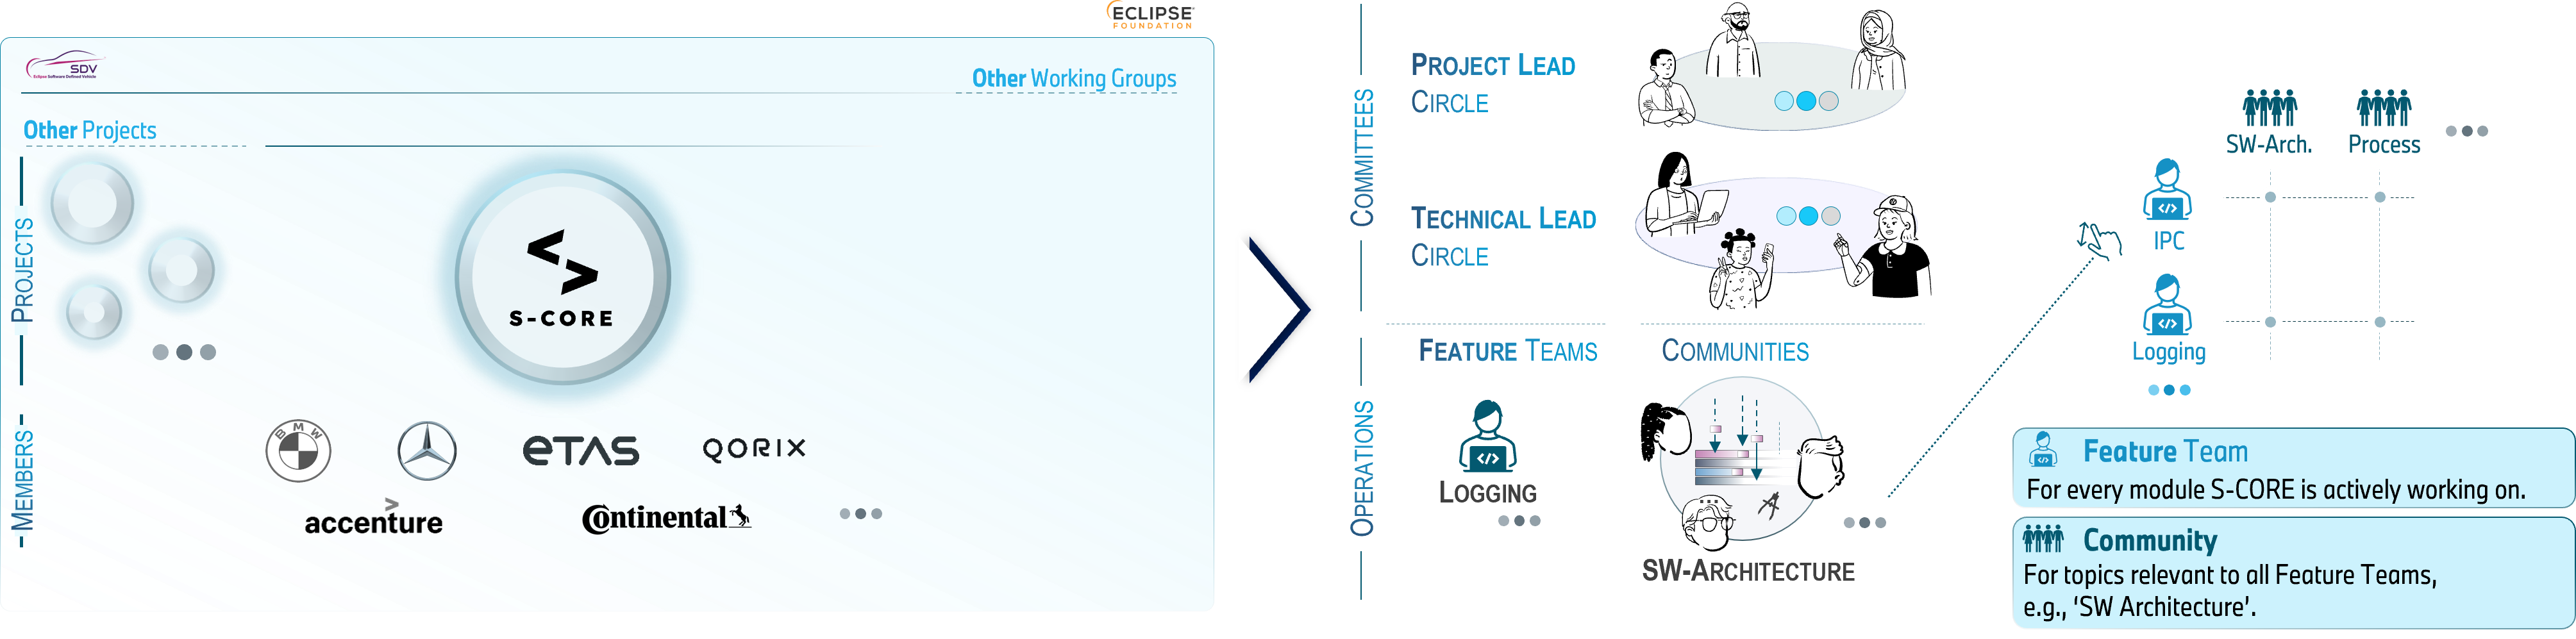 ECLIPSE
FOUNDATION
SDV
Eclipse Software Defined Vehicle
Other Working Groups
Other Projects
PROJECTS
S-CORE
MEMBERS
BMW
ETAS
QORIX
accenture
Continental
COMMITTEES
PROJECT LEAD
CIRCLE
TECHNICAL LEAD
CIRCLE
OPERATIONS
FEATURE TEAMS
COMMUNITIES
LOGGING
SW-ARCHITECTURE
SW-Arch.
Process
IPC
Logging
Feature Team
For every module S-CORE is actively working on.
Community
For topics relevant to all Feature Teams,
e.g., ‘SW Architecture’.